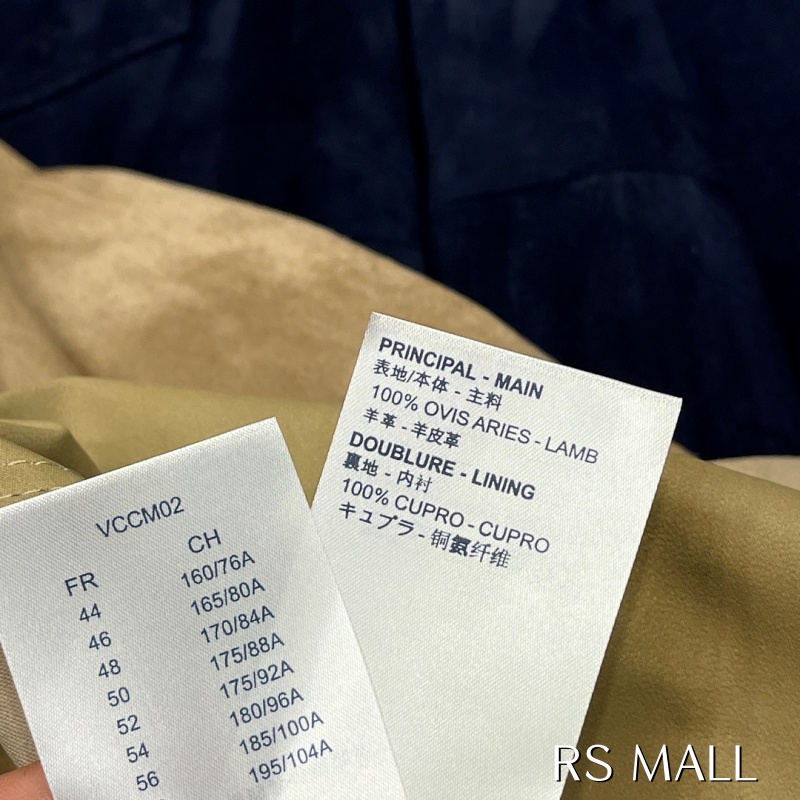 PRINCIPAL - MAIN
表地/本体 - 主料
100% OVIS ARIES - LAMB
羊革 - 羊皮革
DOUBLURE - LINING
裏地 - 内衬
100% CUPRO - CUPRO
キュプラ - 铜氨纤维
VCCM02
FR CH
44 160/76A
46 165/80A
48 170/84A
50 175/88A
52 175/92A
54 180/96A
56 185/100A
195/104A
RS MALL